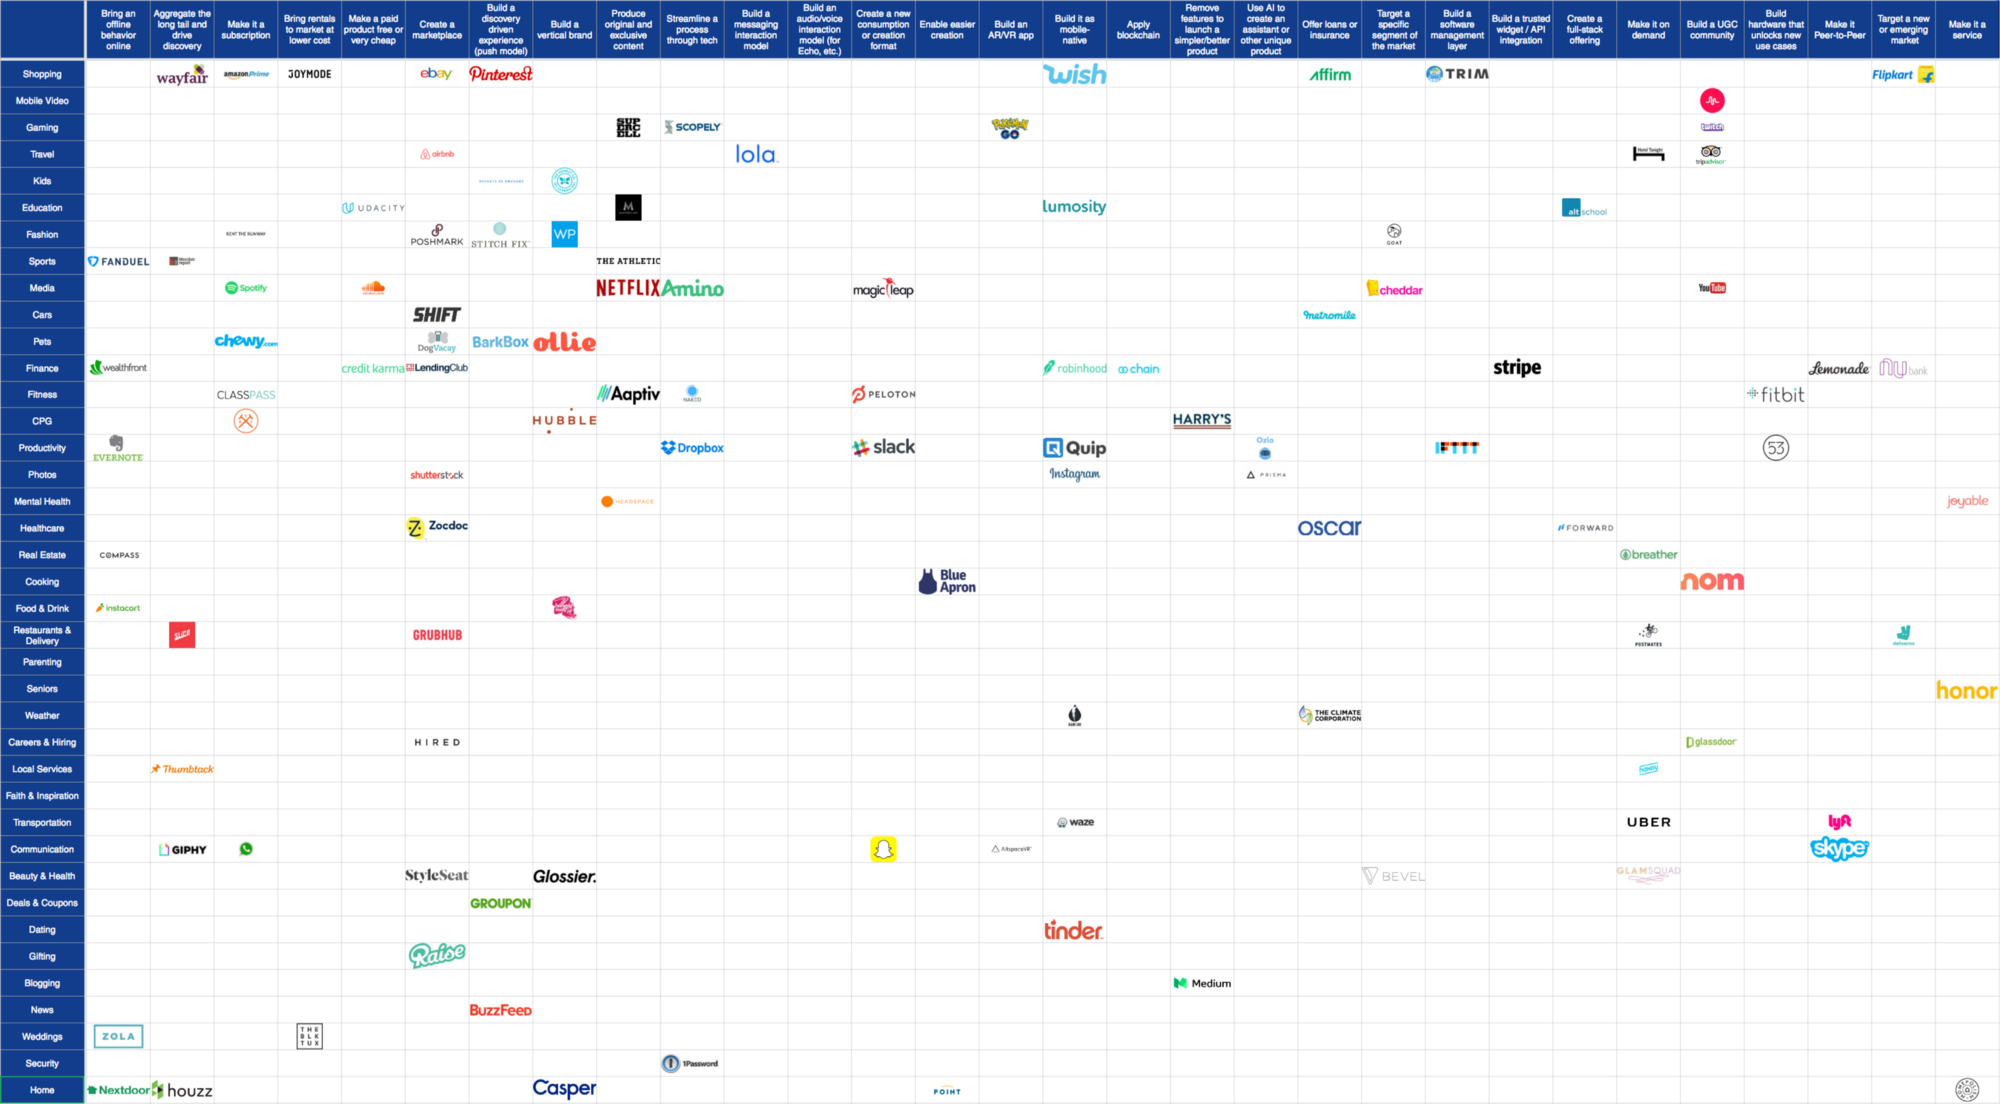 Bring an offline behavior online
Aggregate the long tail and drive discovery
Make it a subscription
Bring rentals to market at lower cost
Make a paid product free or very cheap
Create a marketplace
Build a discovery driven experience (push model)
Build a vertical brand
Produce original and exclusive content
Streamline a process through tech
Build a messaging interaction model
Build an audio/voice interaction model (for Echo, etc.)
Create a new consumption or creation format
Enable easier creation
Build an AR/VR app
Build it as mobile-native
Apply blockchain
Remove features to launch a simpler/better product
Use AI to create an assistant or other unique product
Offer loans or insurance
Target a specific segment of the market
Build a software management layer
Build a trusted widget / API integration
Create a full-stack offering
Make it on demand
Build a UGC community
Build hardware that unlocks new use cases
Make it Peer-to-Peer
Target a new or emerging market
Make it a service
Shopping
wayfair
amazonPrime
JOYMODE
ebay
Pinterest
wish
affirm
TRIM
Flipkart
Mobile Video
Gaming
SUPERCELL
SCOPELY
POKÉMON GO
twitch
Travel
airbnb
lola.
Hotel Tonight
tripadvisor
Kids
Education
UDACITY
M
lumosity
alt school
Fashion
RENT THE RUNWAY
POSHMARK
STITCH FIX
WP
GOAT
Sports
FANDUEL
bleacher report
THE ATHLETIC
Media
Spotify
NETFLIX
Amino
magic leap
cheddar
YouTube
Cars
SHIFT
metromile
Pets
chewy.com
DogVacay
BarkBox
ollie
Finance
wealthfront
credit karma
LendingClub
robinhood
chain
stripe
Lemonade
nu bank
Fitness
CLASSPASS
Aaptiv
NAKED
PELOTON
fitbit
CPG
HUBBLE
HARRY'S
Productivity
EVERNOTE
Dropbox
slack
Quip
Ozlo
IFTTT
53
Photos
shutterstock
Instagram
PRISMA
Mental Health
HEADSPACE
joyable
Healthcare
Zocdoc
oscar
FORWARD
Real Estate
COMPASS
breather
Cooking
Blue Apron
nom
Food & Drink
instacart
Restaurants & Delivery
slice
GRUBHUB
POSTMATES
deliveroo
Parenting
Seniors
honor
Weather
THE CLIMATE CORPORATION
Careers & Hiring
HIRED
glassdoor
Local Services
Thumbtack
handy
Faith & Inspiration
Transportation
waze
UBER
lyft
Communication
GIPHY
AltspaceVR
skype
Beauty & Health
StyleSeat
Glossier.
BEVEL
GLAMSQUAD
Deals & Coupons
GROUPON
Dating
tinder
Gifting
Raise
Blogging
Medium
News
BuzzFeed
Weddings
ZOLA
THE BLK TUX
Security
1Password
Home
Nextdoor
houzz
Casper
POINT